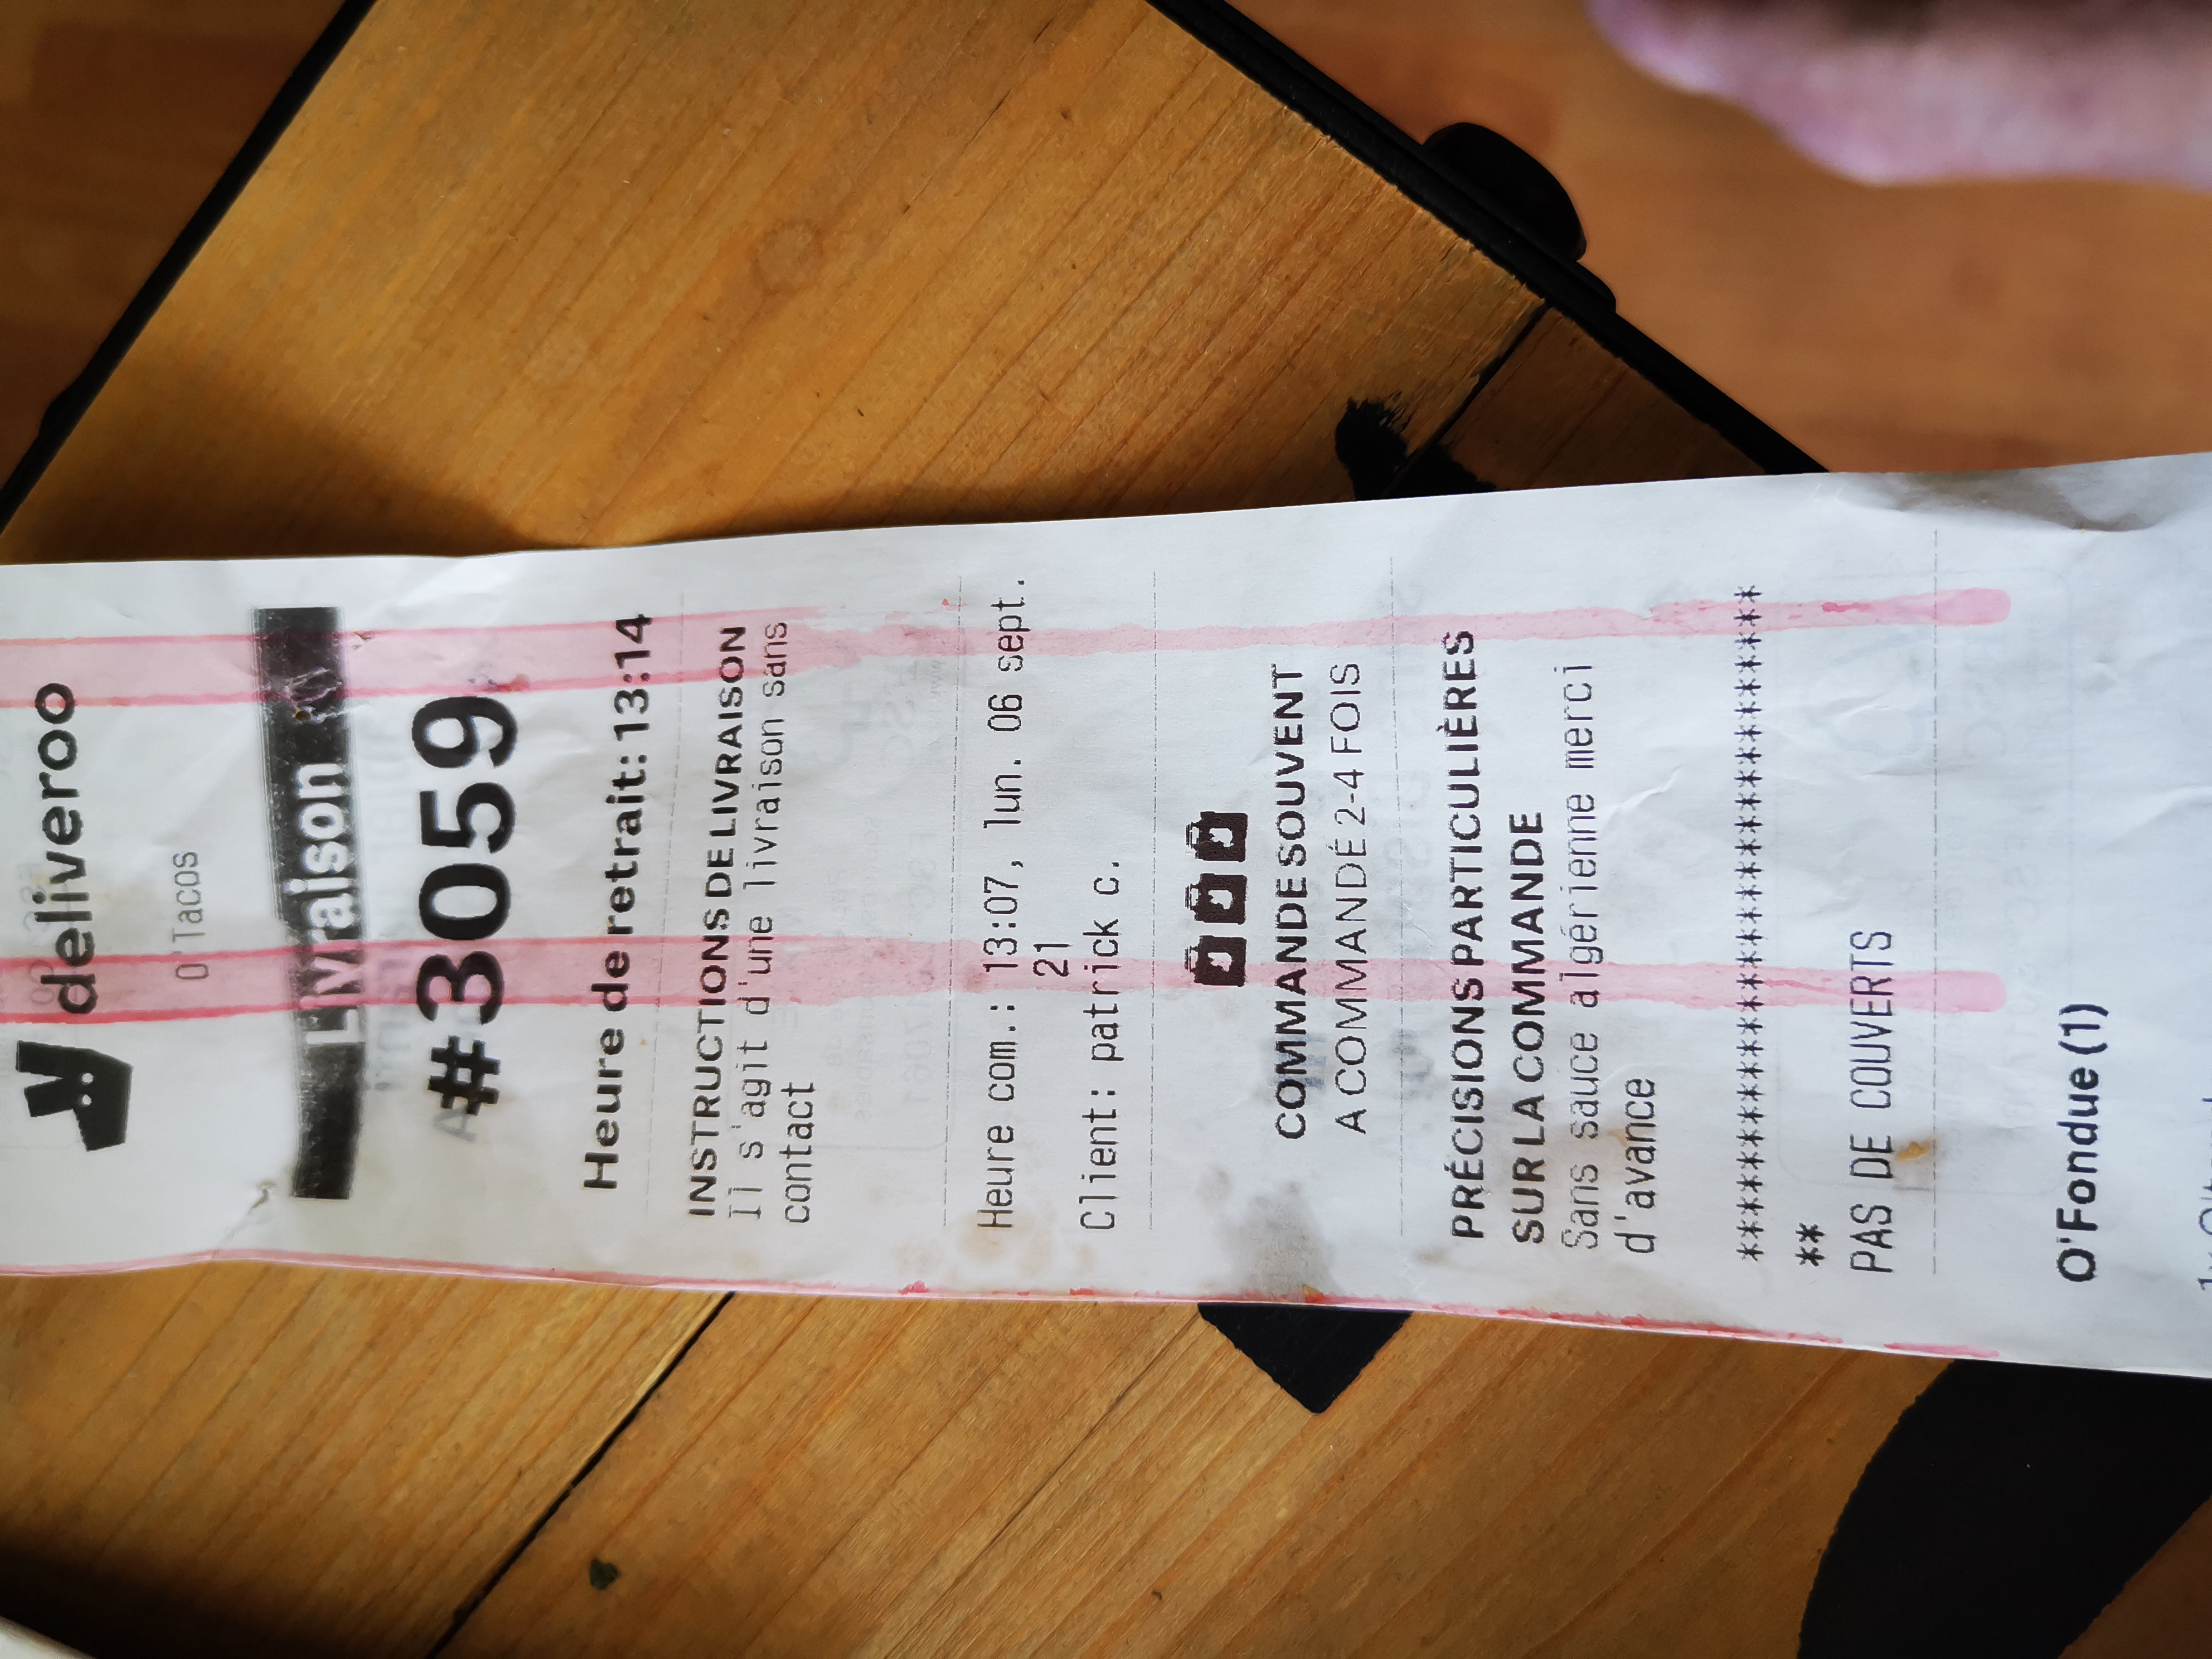 deliveroo
O'Tacos
Livraison
#3059
Heure de retrait: 13:14
INSTRUCTIONS DE LIVRAISON
Il s'agit d'une livraison sans
contact
Heure com.: 13:07, lun. 06 sept.
21
Client: patrick c.
COMMANDE SOUVENT
A COMMANDÉ 2-4 FOIS
PRÉCISIONS PARTICULIÈRES
SUR LA COMMANDE
Sans sauce algérienne merci
d'avance
********************************
**
PAS DE COUVERTS
O'Fondue (1)